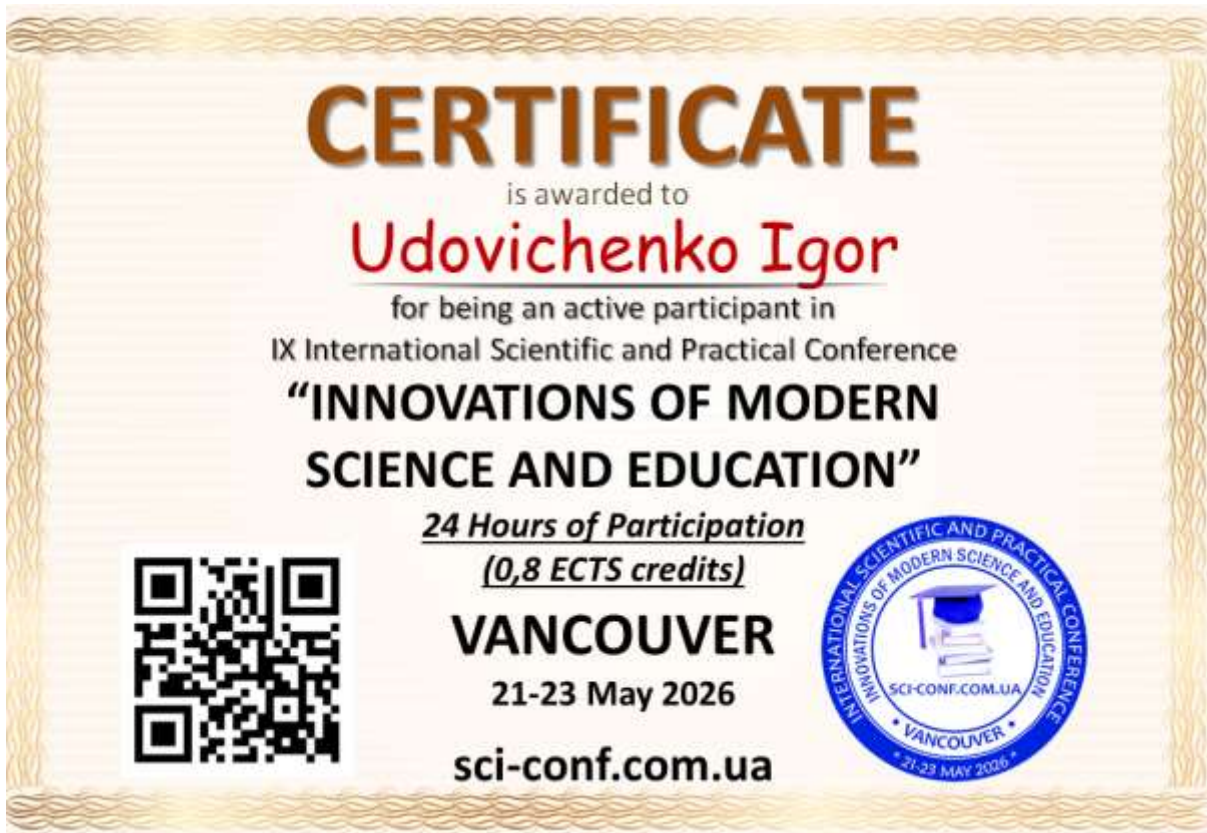 CERTIFICATE
is awarded to
Udovichenko Igor
for being an active participant in
IX International Scientific and Practical Conference
“INNOVATIONS OF MODERN
SCIENCE AND EDUCATION”
24 Hours of Participation
(0,8 ECTS credits)
VANCOUVER
21-23 May 2026
sci-conf.com.ua
INTERNATIONAL SCIENTIFIC AND PRACTICAL CONFERENCE
INNOVATIONS OF MODERN SCIENCE AND EDUCATION
SCI-CONF.COM.UA
• VANCOUVER •
* 21-23 MAY 2026 *